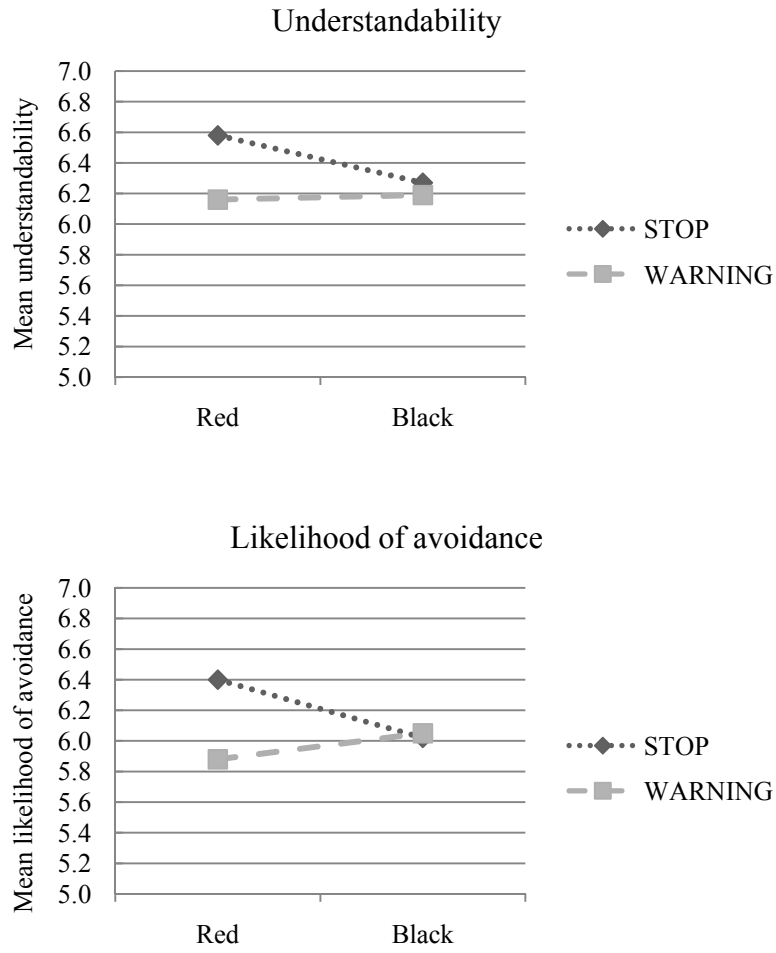 Understandability
Mean understandability
7.0
6.8
6.6
6.4
6.2
6.0
5.8
5.6
5.4
5.2
5.0
Red Black
STOP
WARNING
Likelihood of avoidance
Mean likelihood of avoidance
7.0
6.8
6.6
6.4
6.2
6.0
5.8
5.6
5.4
5.2
5.0
Red Black
STOP
WARNING